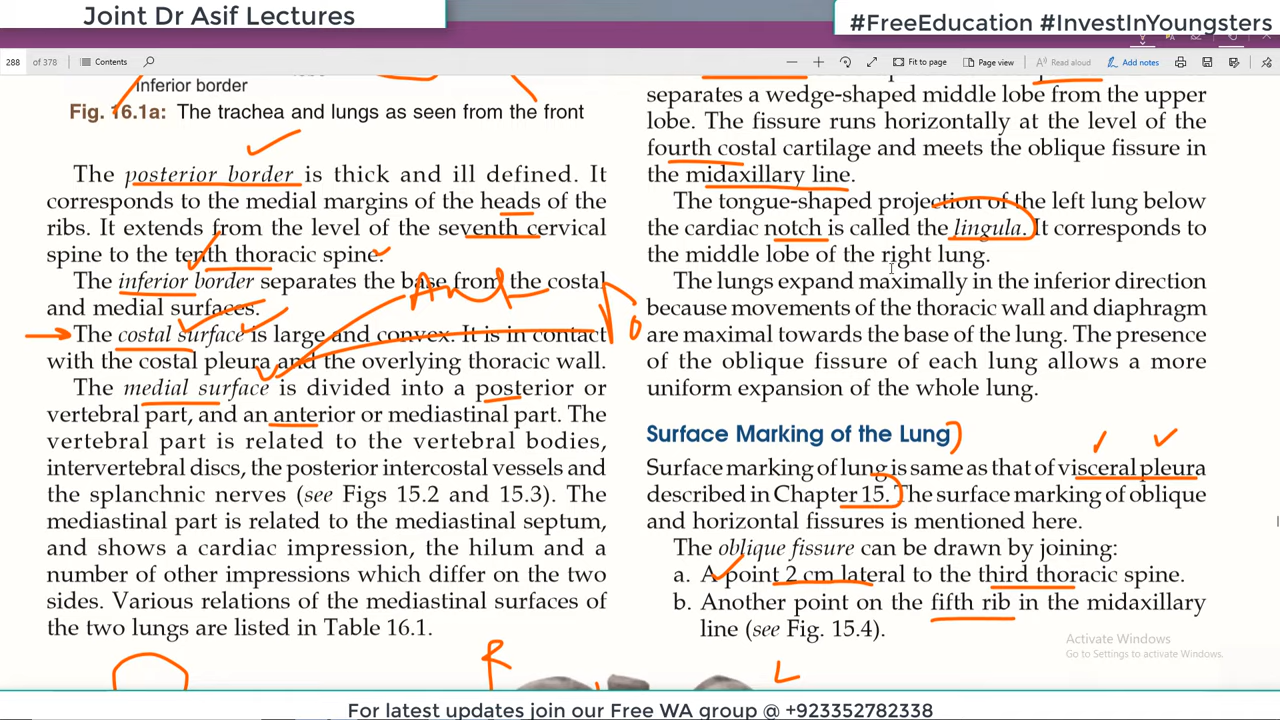 Joint Dr Asif Lectures
#FreeEducation #InvestInYoungsters
288 of 378
Contents
Fit to page
Page view
Read aloud
Add notes
Inferior border
Fig. 16.1a: The trachea and lungs as seen from the front
The posterior border is thick and ill defined. It
corresponds to the medial margins of the heads of the
ribs. It extends from the level of the seventh cervical
spine to the tenth thoracic spine.
The inferior border separates the base from the costal
and medial surfaces.
The costal surface is large and convex. It is in contact
with the costal pleura and the overlying thoracic wall.
The medial surface is divided into a posterior or
vertebral part, and an anterior or mediastinal part. The
vertebral part is related to the vertebral bodies,
intervertebral discs, the posterior intercostal vessels and
the splanchnic nerves (see Figs 15.2 and 15.3). The
mediastinal part is related to the mediastinal septum,
and shows a cardiac impression, the hilum and a
number of other impressions which differ on the two
sides. Various relations of the mediastinal surfaces of
the two lungs are listed in Table 16.1.
R
separates a wedge-shaped middle lobe from the upper
lobe. The fissure runs horizontally at the level of the
fourth costal cartilage and meets the oblique fissure in
the midaxillary line.
The tongue-shaped projection of the left lung below
the cardiac notch is called the lingula. It corresponds to
the middle lobe of the right lung.
The lungs expand maximally in the inferior direction
because movements of the thoracic wall and diaphragm
are maximal towards the base of the lung. The presence
of the oblique fissure of each lung allows a more
uniform expansion of the whole lung.
Surface Marking of the Lung
Surface marking of lung is same as that of visceral pleura
described in Chapter 15. The surface marking of oblique
and horizontal fissures is mentioned here.
The oblique fissure can be drawn by joining:
a. A point 2 cm lateral to the third thoracic spine.
b. Another point on the fifth rib in the midaxillary
line (see Fig. 15.4).
L
Activate Windows
Go to Settings to activate Windows.
For latest updates join our Free WA group @ +923352782338